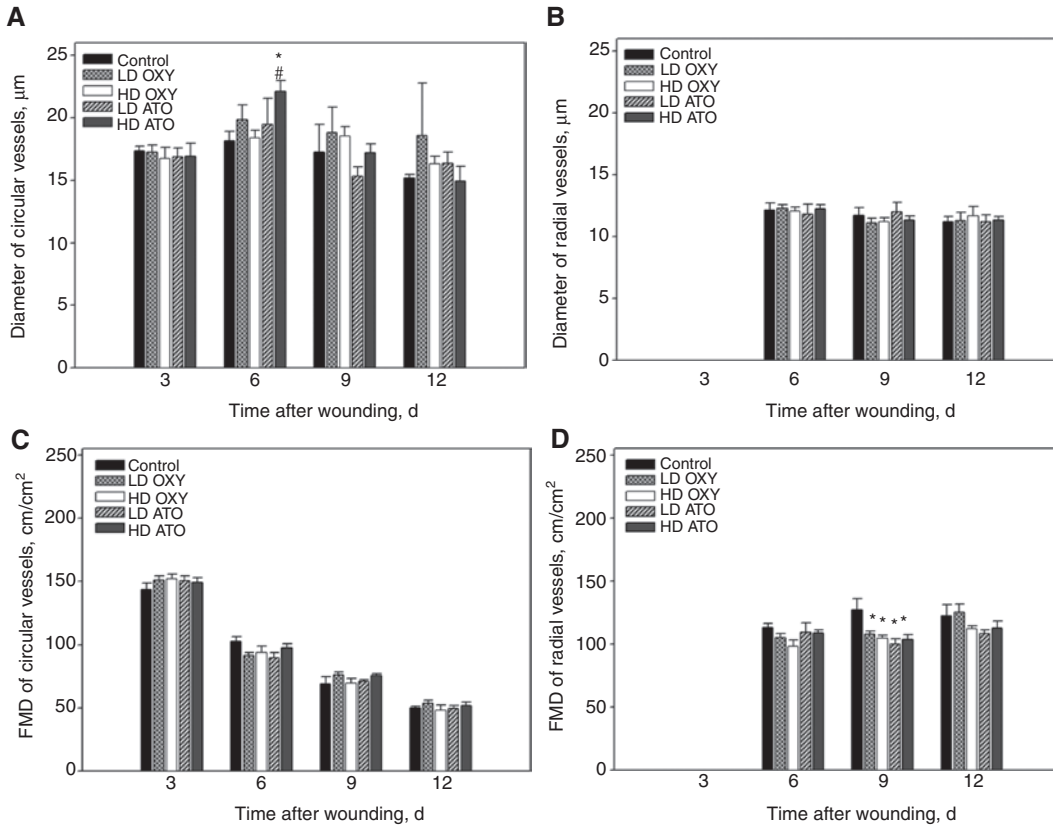 A
25
20
15
10
5
0
Diameter of circular vessels, μm
Control
LD OXY
HD OXY
LD ATO
HD ATO
*
#
3 6 9 12
Time after wounding, d
B
25
20
15
10
5
0
Diameter of radial vessels, μm
Control
LD OXY
HD OXY
LD ATO
HD ATO
3 6 9 12
Time after wounding, d
C
250
200
150
100
50
0
FMD of circular vessels, cm/cm²
Control
LD OXY
HD OXY
LD ATO
HD ATO
3 6 9 12
Time after wounding, d
D
250
200
150
100
50
0
FMD of radial vessels, cm/cm²
Control
LD OXY
HD OXY
LD ATO
HD ATO
* * * *
3 6 9 12
Time after wounding, d